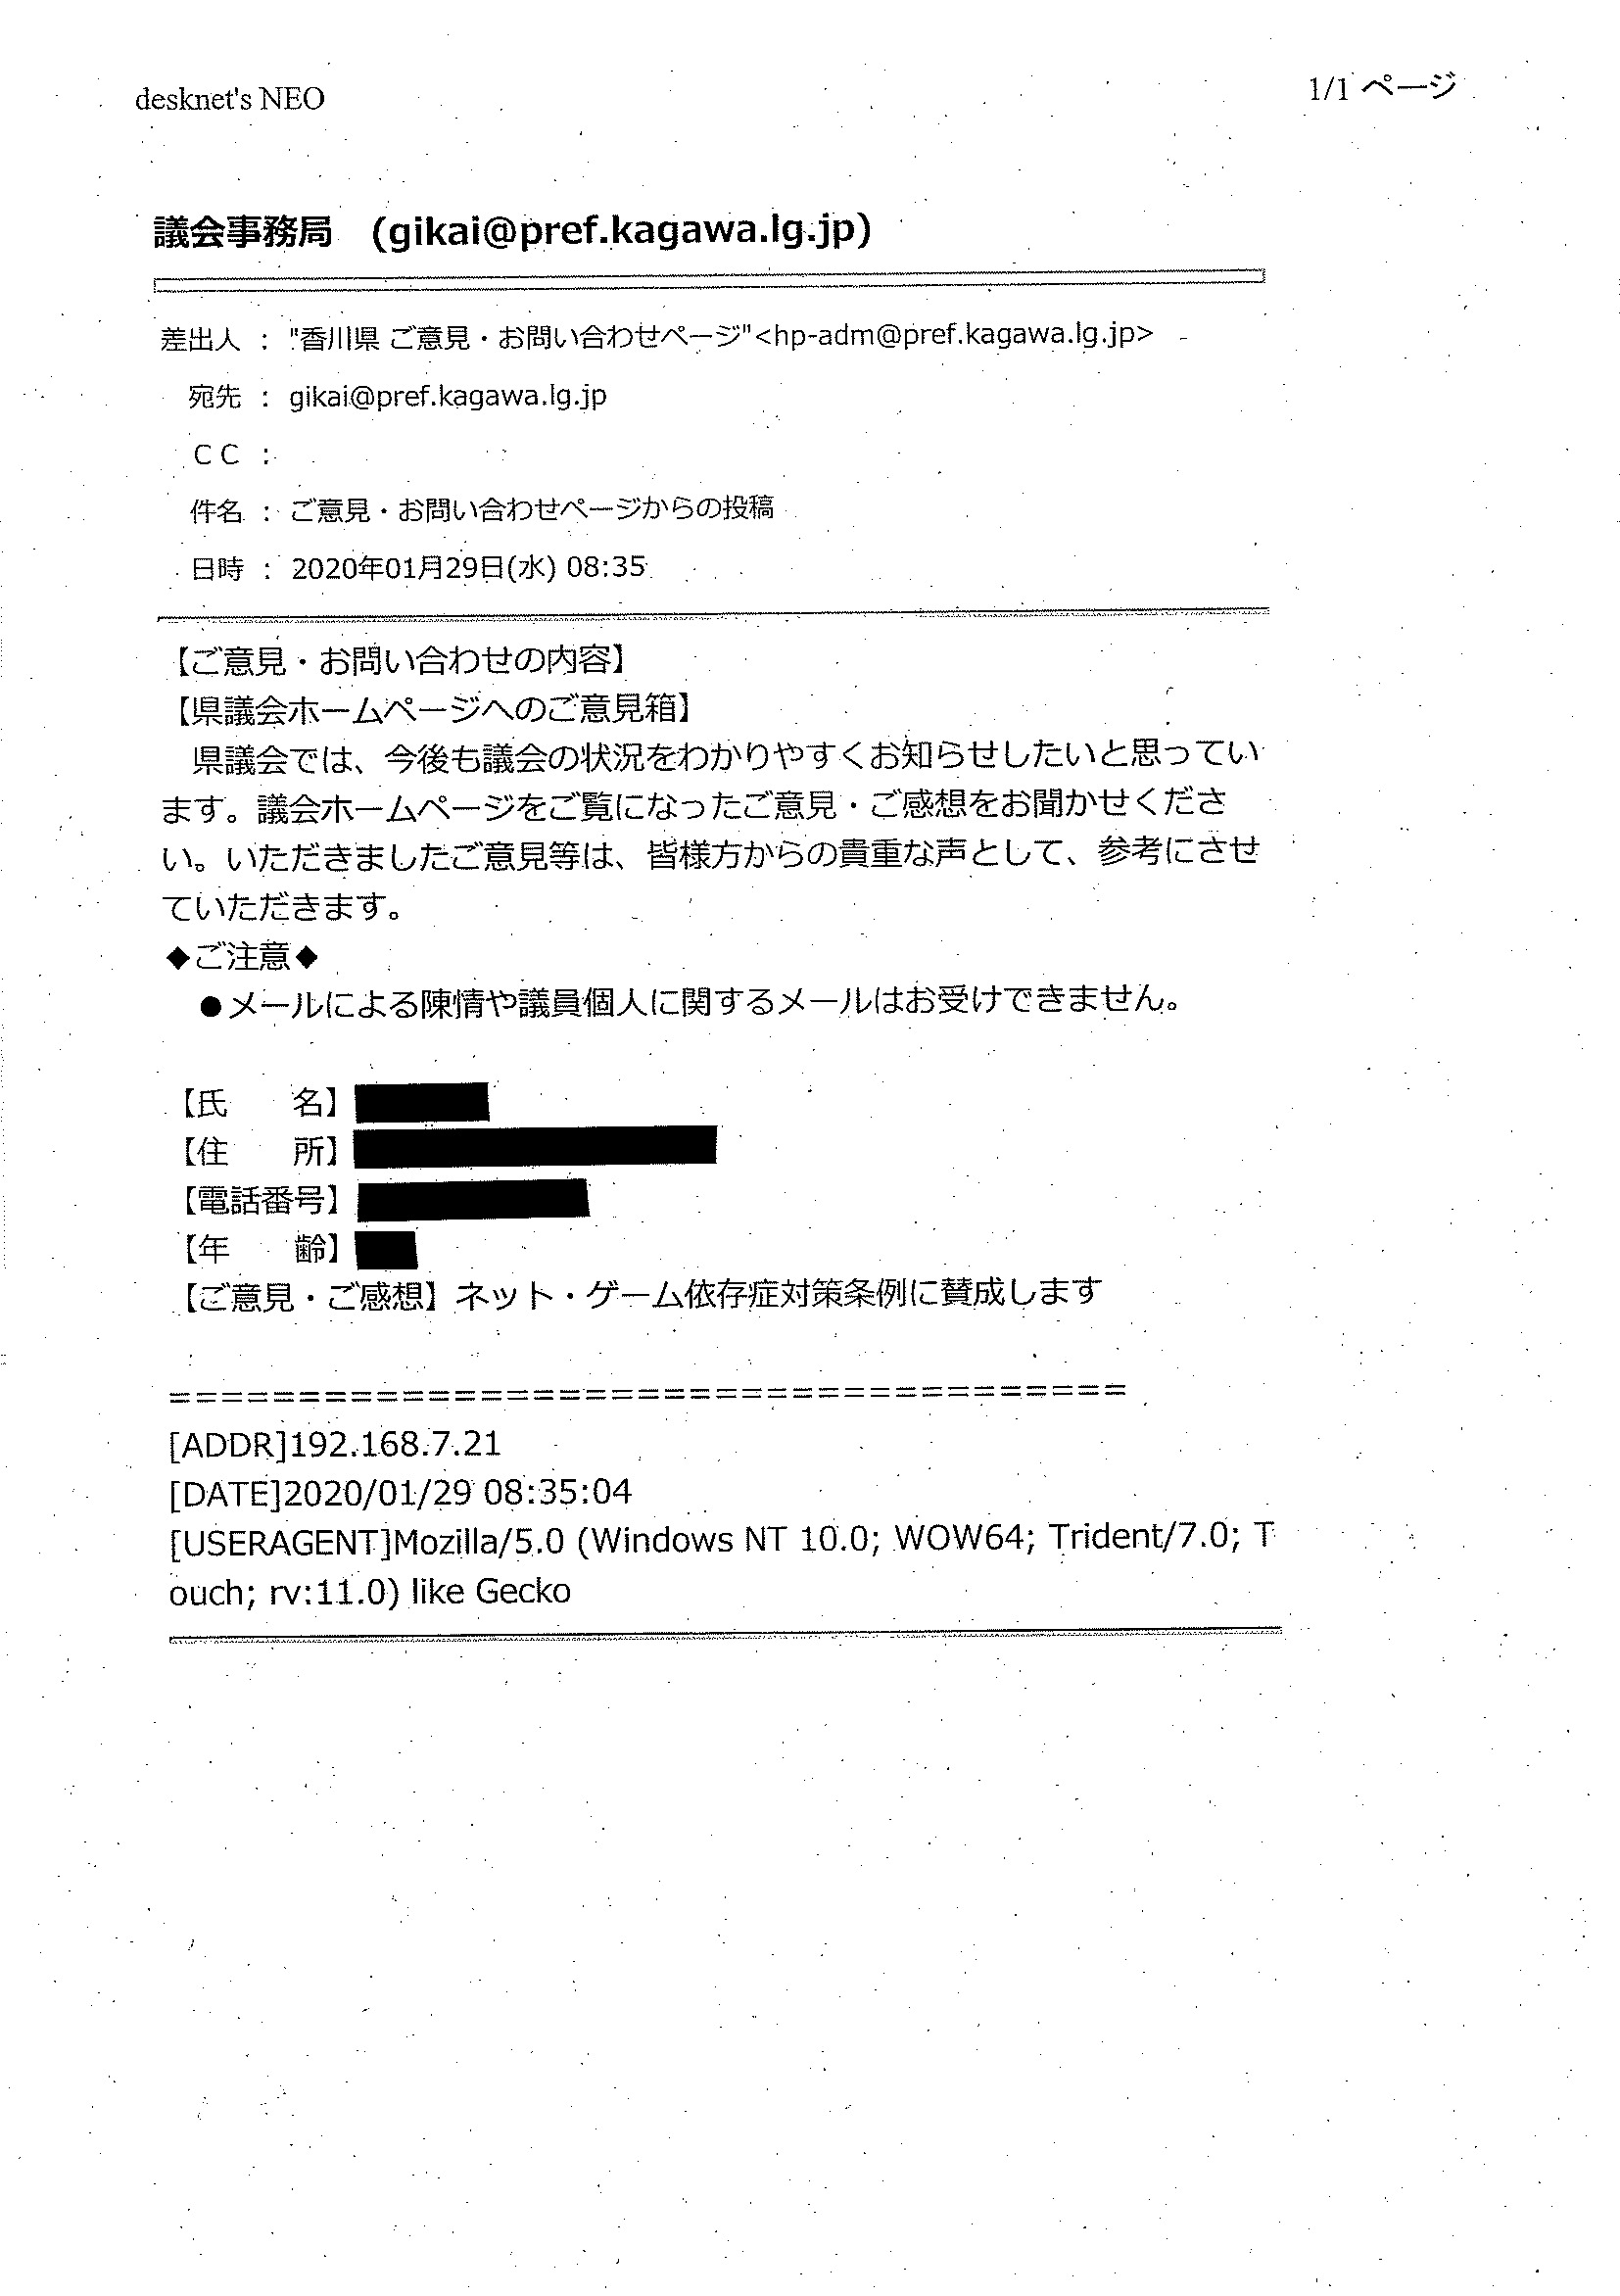 desknet's NEO
1/1 ページ
議会事務局　(gikai@pref.kagawa.lg.jp)
差出人 ： "香川県 ご意見・お問い合わせページ"<hp-adm@pref.kagawa.lg.jp>
宛先 ： gikai@pref.kagawa.lg.jp
ＣＣ ：
件名 ： ご意見・お問い合わせページからの投稿
日時 ： 2020年01月29日(水) 08:35
【ご意見・お問い合わせの内容】
【県議会ホームページへのご意見箱】
　県議会では、今後も議会の状況をわかりやすくお知らせしたいと思ってい
ます。議会ホームページをご覧になったご意見・ご感想をお聞かせくださ
い。いただきましたご意見等は、皆様方からの貴重な声として、参考にさせ
ていただきます。
◆ご注意◆
　●メールによる陳情や議員個人に関するメールはお受けできません。
【氏　　名】
【住　　所】
【電話番号】
【年　　齢】
【ご意見・ご感想】ネット・ゲーム依存症対策条例に賛成します
=====================================
[ADDR]192.168.7.21
[DATE]2020/01/29 08:35:04
[USERAGENT]Mozilla/5.0 (Windows NT 10.0; WOW64; Trident/7.0; T
ouch; rv:11.0) like Gecko